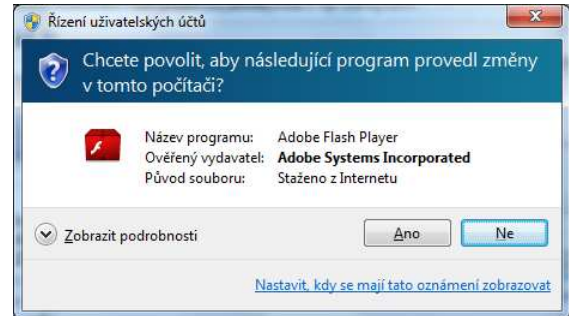 Řízení uživatelských účtů
Chcete povolit, aby následující program provedl změny
v tomto počítači?
Název programu: Adobe Flash Player
Ověřený vydavatel: Adobe Systems Incorporated
Původ souboru: Staženo z Internetu
Zobrazit podrobnosti
Ano
Ne
Nastavit, kdy se mají tato oznámení zobrazovat